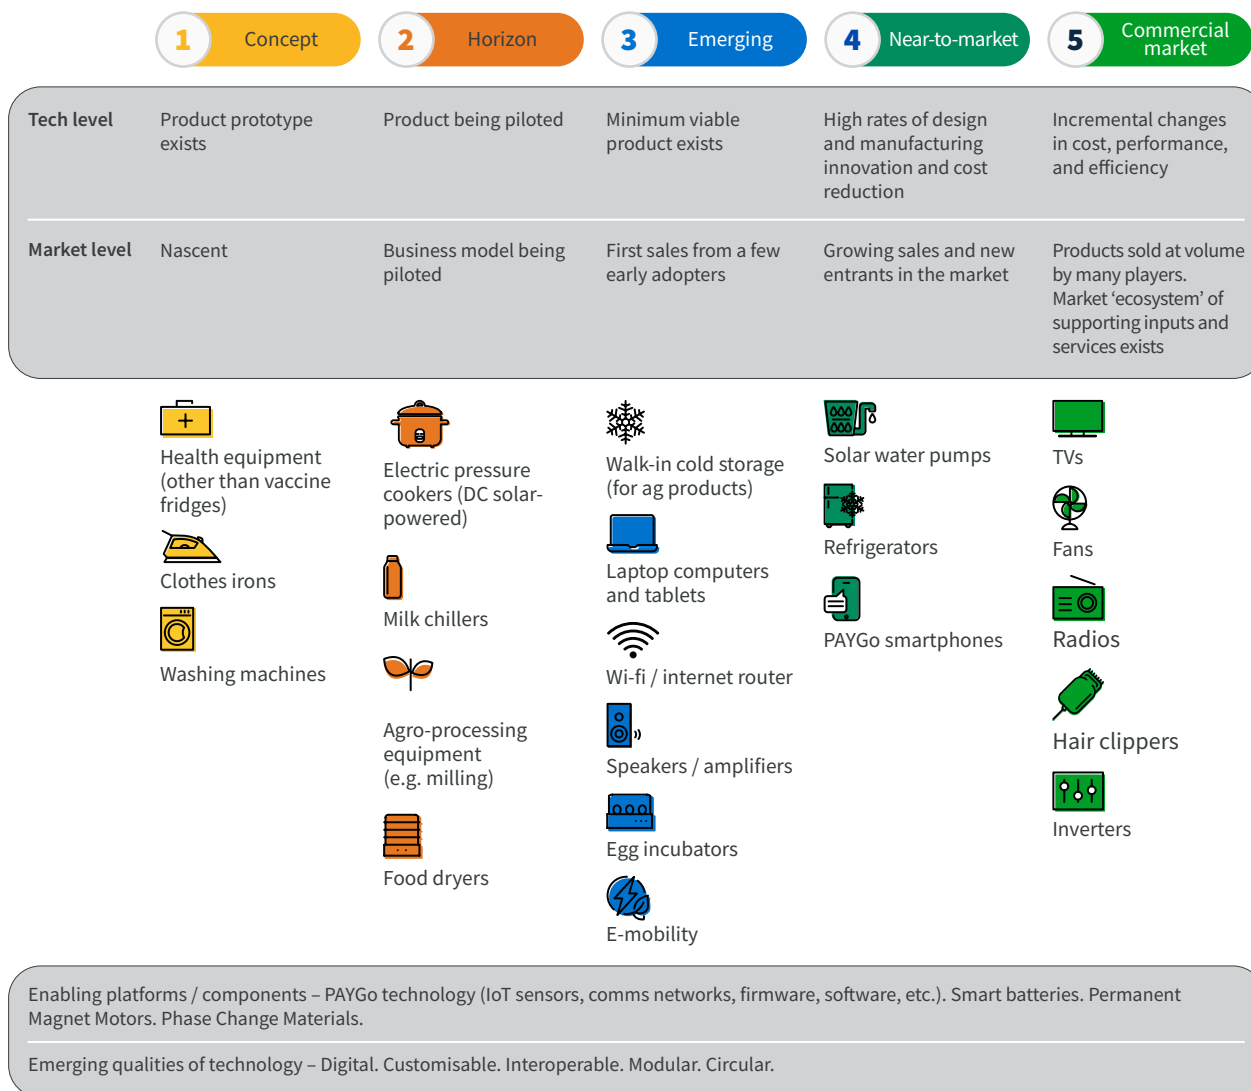 1 Concept
2 Horizon
3 Emerging
4 Near-to-market
5 Commercial
market
Tech level
Product prototype
exists
Product being piloted
Minimum viable
product exists
High rates of design
and manufacturing
innovation and cost
reduction
Incremental changes
in cost, performance,
and efficiency
Market level
Nascent
Business model being
piloted
First sales from a few
early adopters
Growing sales and new
entrants in the market
Products sold at volume
by many players.
Market ‘ecosystem’ of
supporting inputs and
services exists
Health equipment
(other than vaccine
fridges)
Clothes irons
Washing machines
Electric pressure
cookers (DC solar-
powered)
Milk chillers
Agro-processing
equipment
(e.g. milling)
Food dryers
Walk-in cold storage
(for ag products)
Laptop computers
and tablets
Wi-fi / internet router
Speakers / amplifiers
Egg incubators
E-mobility
Solar water pumps
Refrigerators
PAYGo smartphones
TVs
Fans
Radios
Hair clippers
Inverters
Enabling platforms / components – PAYGo technology (IoT sensors, comms networks, firmware, software, etc.). Smart batteries. Permanent
Magnet Motors. Phase Change Materials.
Emerging qualities of technology – Digital. Customisable. Interoperable. Modular. Circular.